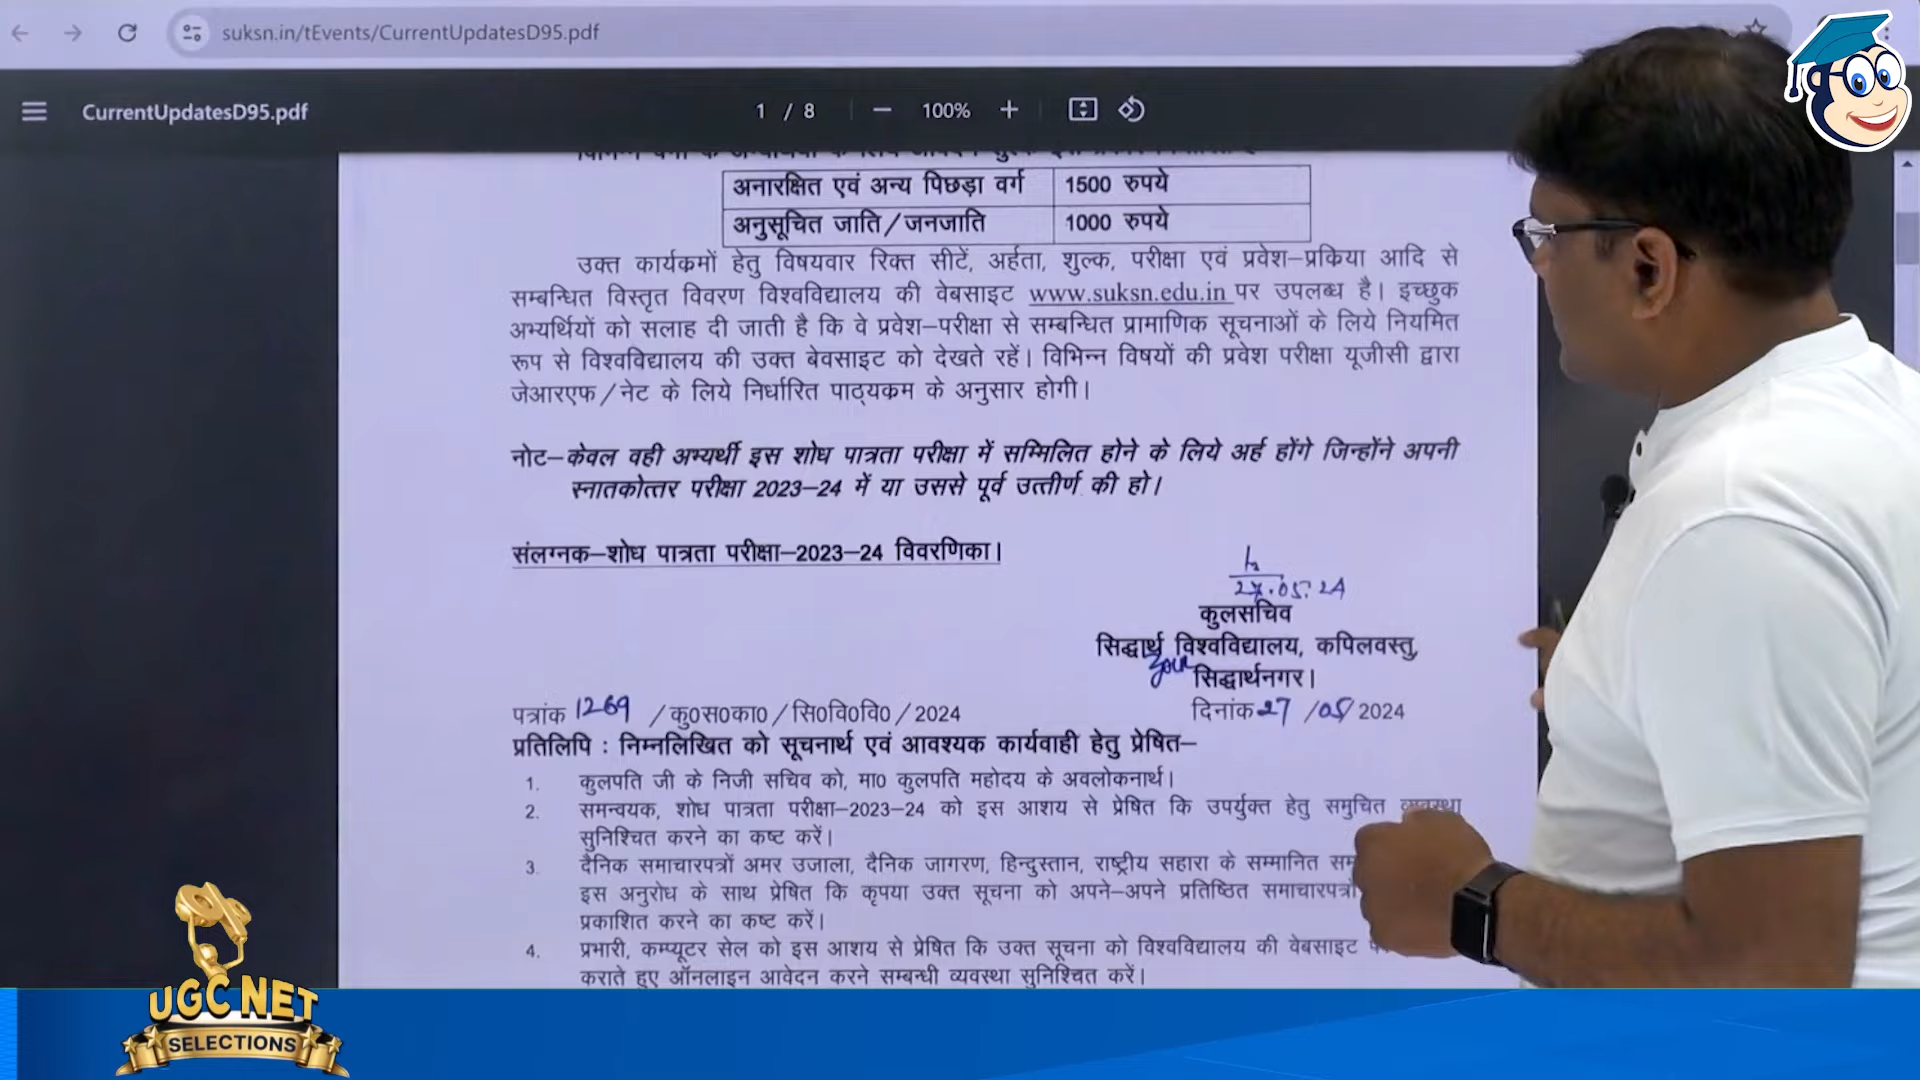 suksn.in/tEvents/CurrentUpdatesD95.pdf
CurrentUpdatesD95.pdf
1 / 8
100%
अनारक्षित एवं अन्य पिछड़ा वर्ग 1500 रुपये
अनुसूचित जाति/जनजाति 1000 रुपये
उक्त कार्यक्रमों हेतु विषयवार रिक्त सीटें, अर्हता, शुल्क, परीक्षा एवं प्रवेश–प्रकिया आदि से
सम्बन्धित विस्तृत विवरण विश्वविद्यालय की वेबसाइट www.suksn.edu.in पर उपलब्ध है। इच्छुक
अभ्यर्थियों को सलाह दी जाती है कि वे प्रवेश–परीक्षा से सम्बन्धित प्रामाणिक सूचनाओं के लिये नियमित
रूप से विश्वविद्यालय की उक्त बेवसाइट को देखते रहें। विभिन्न विषयों की प्रवेश परीक्षा यूजीसी द्वारा
जेआरएफ/नेट के लिये निर्धारित पाठ्यकम के अनुसार होगी।
नोट–केवल वही अभ्यर्थी इस शोध पात्रता परीक्षा में सम्मिलित होने के लिये अर्ह होंगे जिन्होंने अपनी
स्नातकोत्तर परीक्षा 2023–24 में या उससे पूर्व उत्तीर्ण की हो।
संलग्नक–शोध पात्रता परीक्षा–2023–24 विवरणिका।
27.05.24
कुलसचिव
सिद्धार्थ विश्वविद्यालय, कपिलवस्तु,
सिद्धार्थनगर।
पत्रांक 1269 /कु0स0का0/सि0वि0वि0/2024 दिनांक 27/05/2024
प्रतिलिपि : निम्नलिखित को सूचनार्थ एवं आवश्यक कार्यवाही हेतु प्रेषित–
1. कुलपति जी के निजी सचिव को, मा0 कुलपति महोदय के अवलोकनार्थ।
2. समन्वयक, शोध पात्रता परीक्षा–2023–24 को इस आशय से प्रेषित कि उपर्युक्त हेतु समुचित व्यवस्था
सुनिश्चित करने का कष्ट करें।
3. दैनिक समाचारपत्रों अमर उजाला, दैनिक जागरण, हिन्दुस्तान, राष्ट्रीय सहारा के सम्मानित
इस अनुरोध के साथ प्रेषित कि कृपया उक्त सूचना को अपने–अपने प्रतिष्ठित समाचारपत्रों
प्रकाशित करने का कष्ट करें।
4. प्रभारी, कम्प्यूटर सेल को इस आशय से प्रेषित कि उक्त सूचना को विश्वविद्यालय की वेबसाइट
कराते हुए ऑनलाइन आवेदन करने सम्बन्धी व्यवस्था सुनिश्चित करें।
UGC NET
SELECTIONS